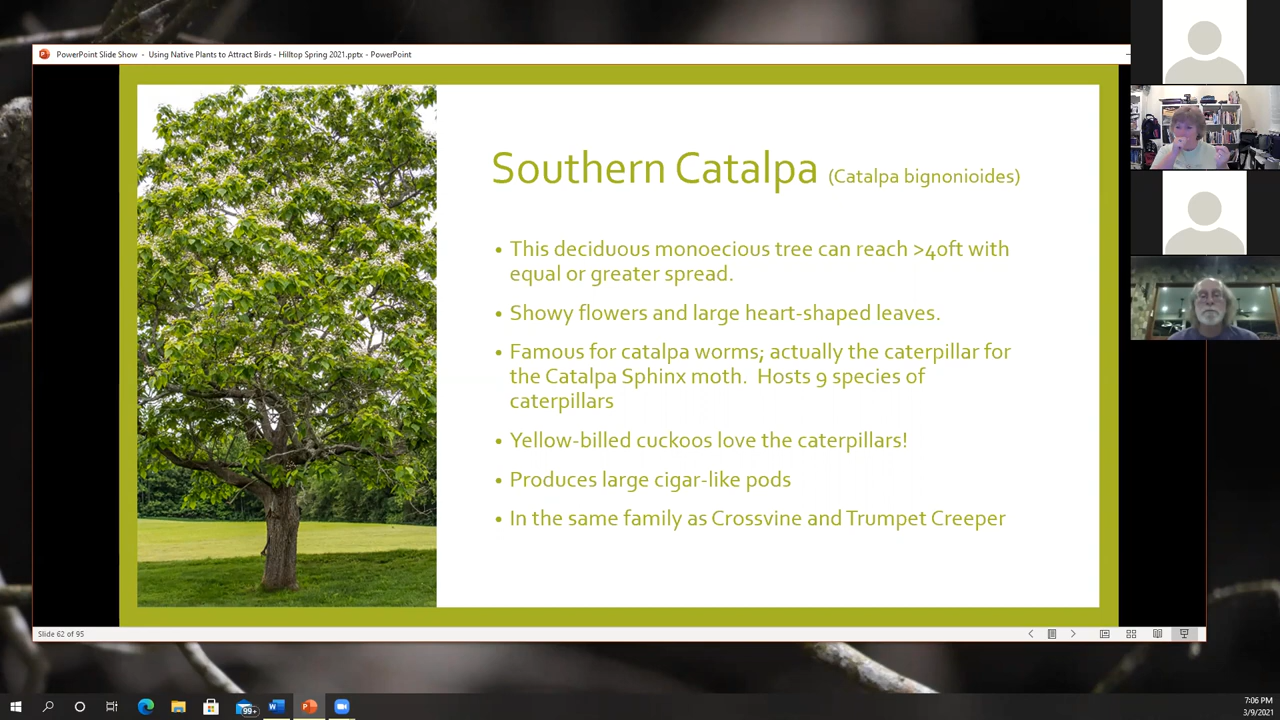 PowerPoint Slide Show - Using Native Plants to Attract Birds - Hilltop Spring 2021.pptx - PowerPoint
Southern Catalpa (Catalpa bignonioides)
• This deciduous monoecious tree can reach >40ft with
equal or greater spread.
• Showy flowers and large heart-shaped leaves.
• Famous for catalpa worms; actually the caterpillar for
the Catalpa Sphinx moth. Hosts 9 species of
caterpillars
• Yellow-billed cuckoos love the caterpillars!
• Produces large cigar-like pods
• In the same family as Crossvine and Trumpet Creeper
Slide 62 of 95
99+
7:06 PM
3/9/2021